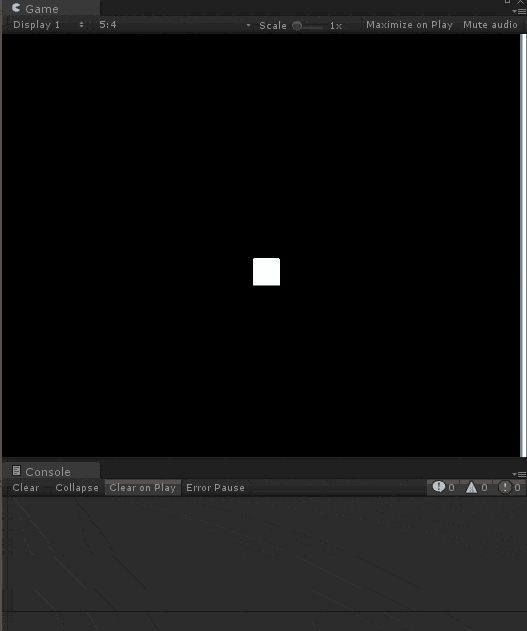 Game
Display 1 5:4 Scale 1x Maximize on Play Mute audio
Console
Clear Collapse Clear on Play Error Pause 0 0 0